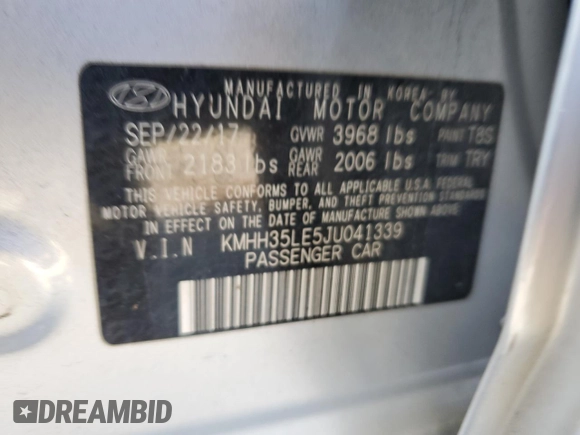 MANUFACTURED IN KOREA BY
HYUNDAI MOTOR COMPANY
SEP/22/17 GVWR 3968 lbs PAINT T8S
GAWR FRONT 2183 lbs GAWR REAR 2006 lbs TRIM TRY
THIS VEHICLE CONFORMS TO ALL APPLICABLE U.S.A. FEDERAL
MOTOR VEHICLE SAFETY, BUMPER, AND THEFT PREVENTION STANDARDS
IN EFFECT ON THE DATE OF MANUFACTURE SHOWN ABOVE.
V.I.N KMHH35LE5JU041339
PASSENGER CAR
DREAMBID